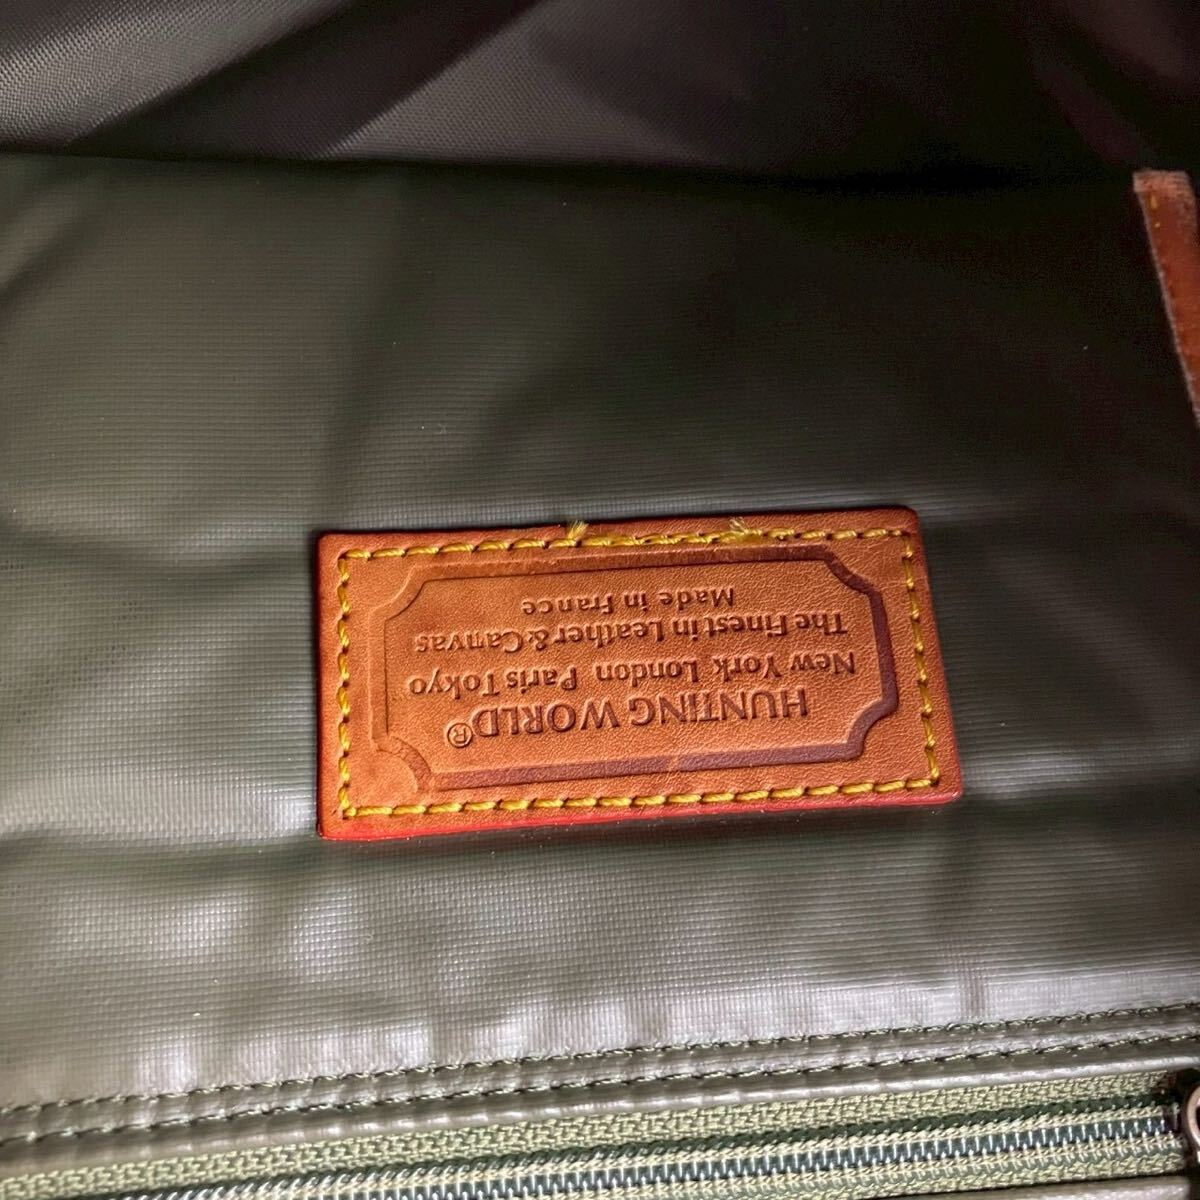 HUNTING WORLD®
New York London Paris Tokyo
The Finest in Leather&Canvas
Made in France